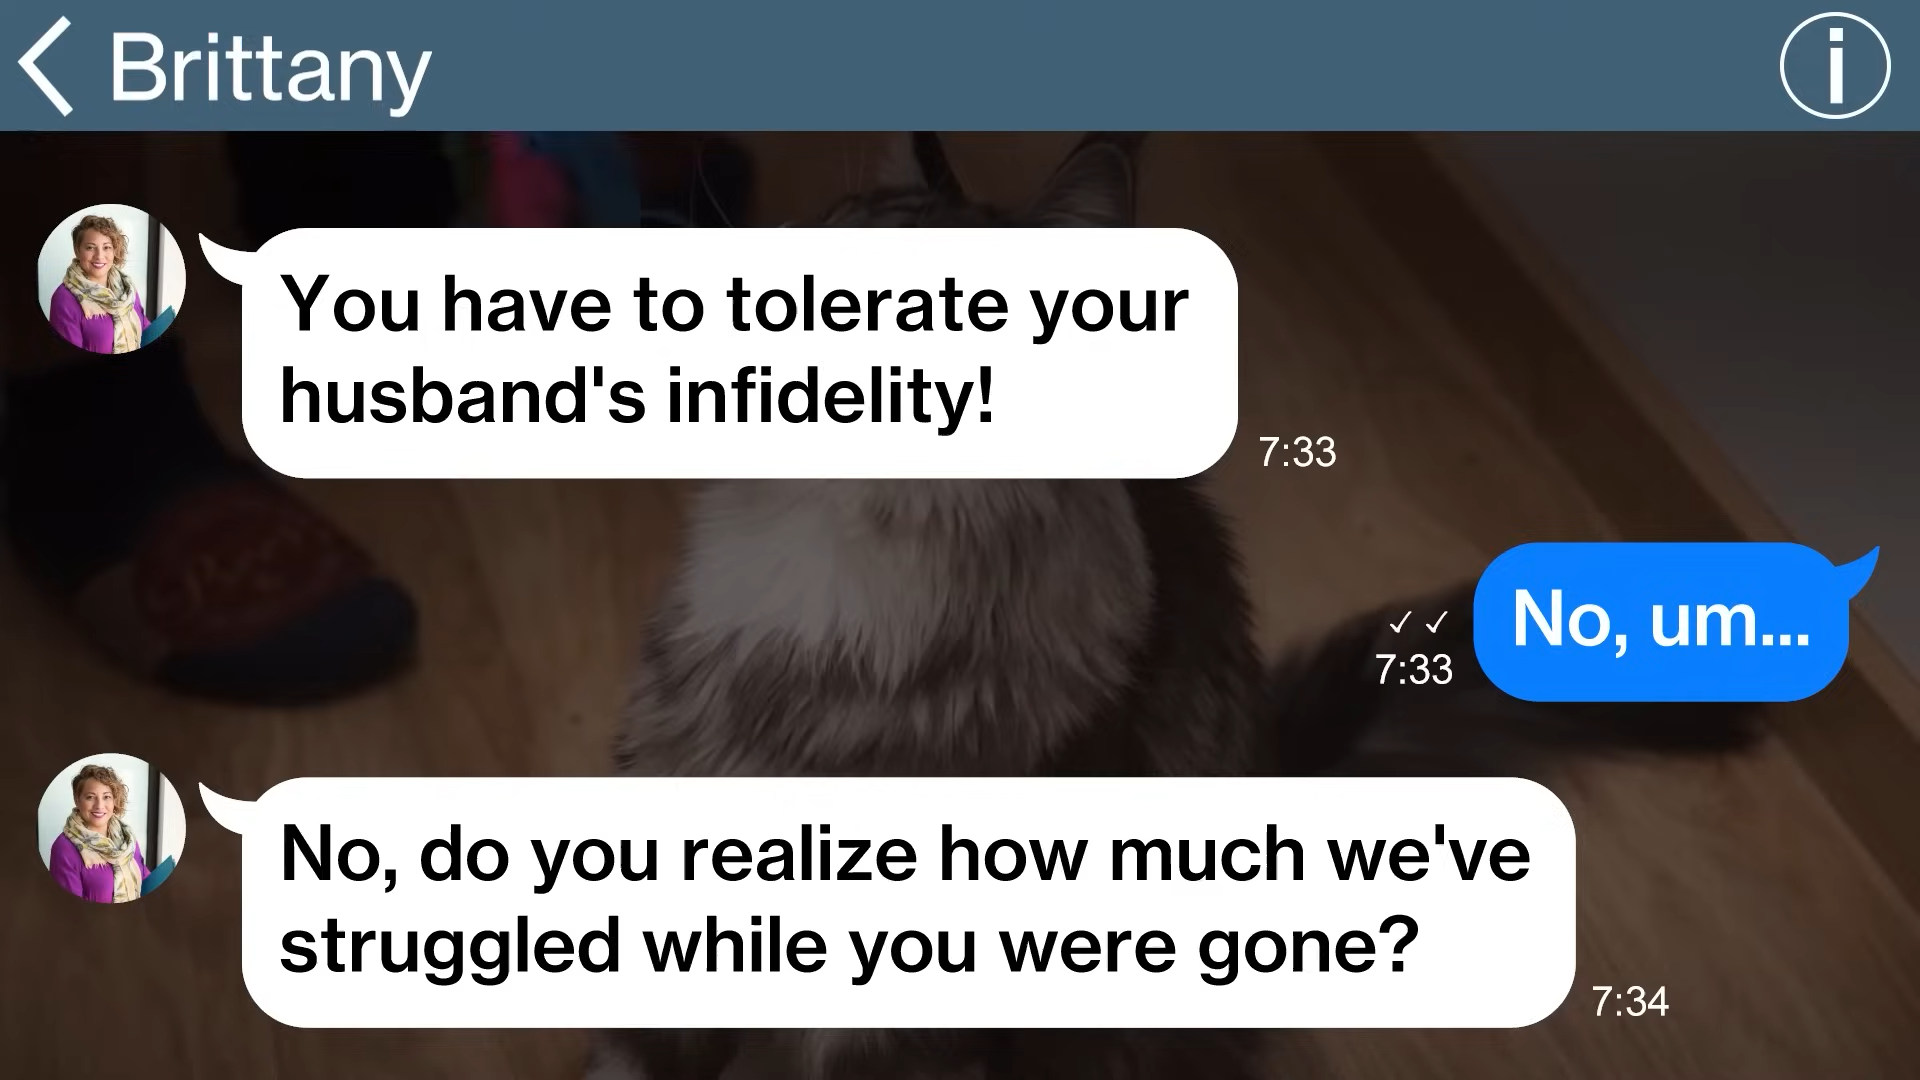 Brittany
You have to tolerate your
husband's infidelity!
7:33
No, um...
✓ ✓
7:33
No, do you realize how much we've
struggled while you were gone?
7:34